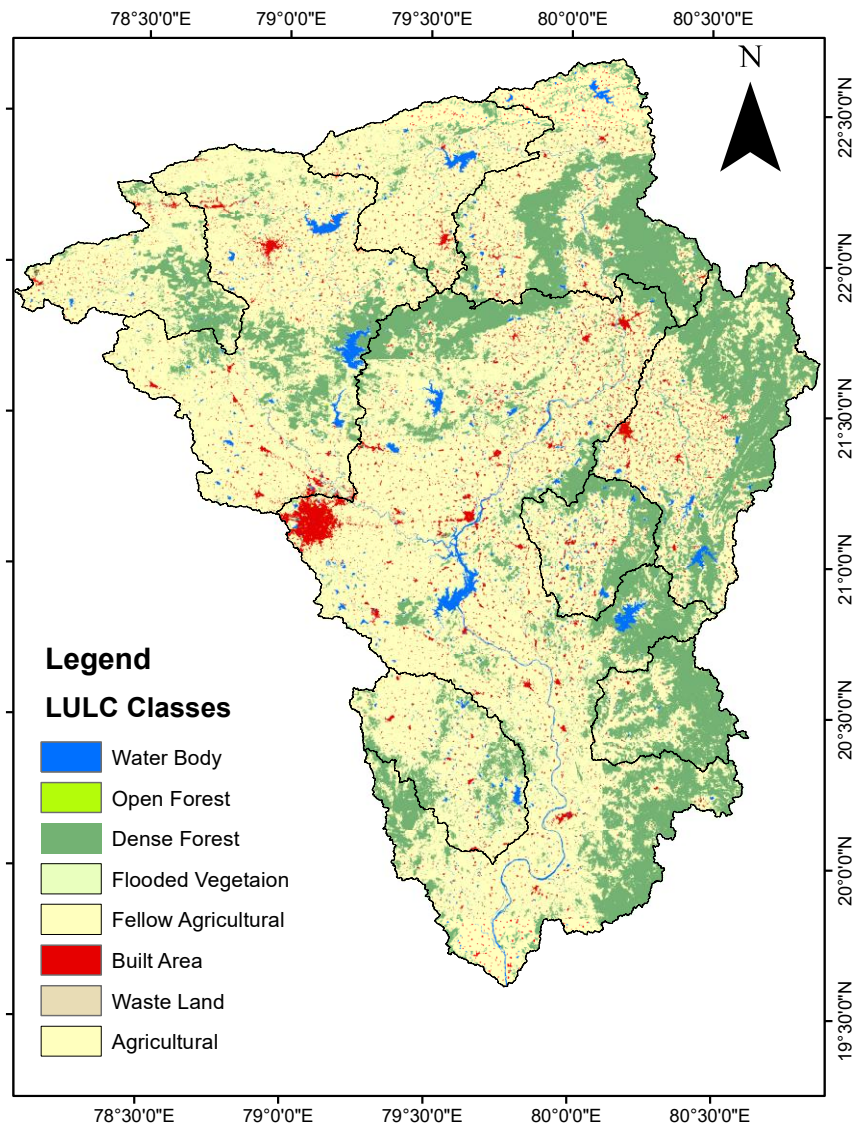 78°30'0"E 79°0'0"E 79°30'0"E 80°0'0"E 80°30'0"E
N
22°30'0"N
22°0'0"N
21°30'0"N
21°0'0"N
20°30'0"N
20°0'0"N
19°30'0"N
Legend
LULC Classes
Water Body
Open Forest
Dense Forest
Flooded Vegetaion
Fellow Agricultural
Built Area
Waste Land
Agricultural
78°30'0"E 79°0'0"E 79°30'0"E 80°0'0"E 80°30'0"E